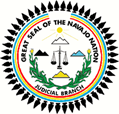 GREAT SEAL OF THE NAVAJO NATION
JUDICIAL BRANCH